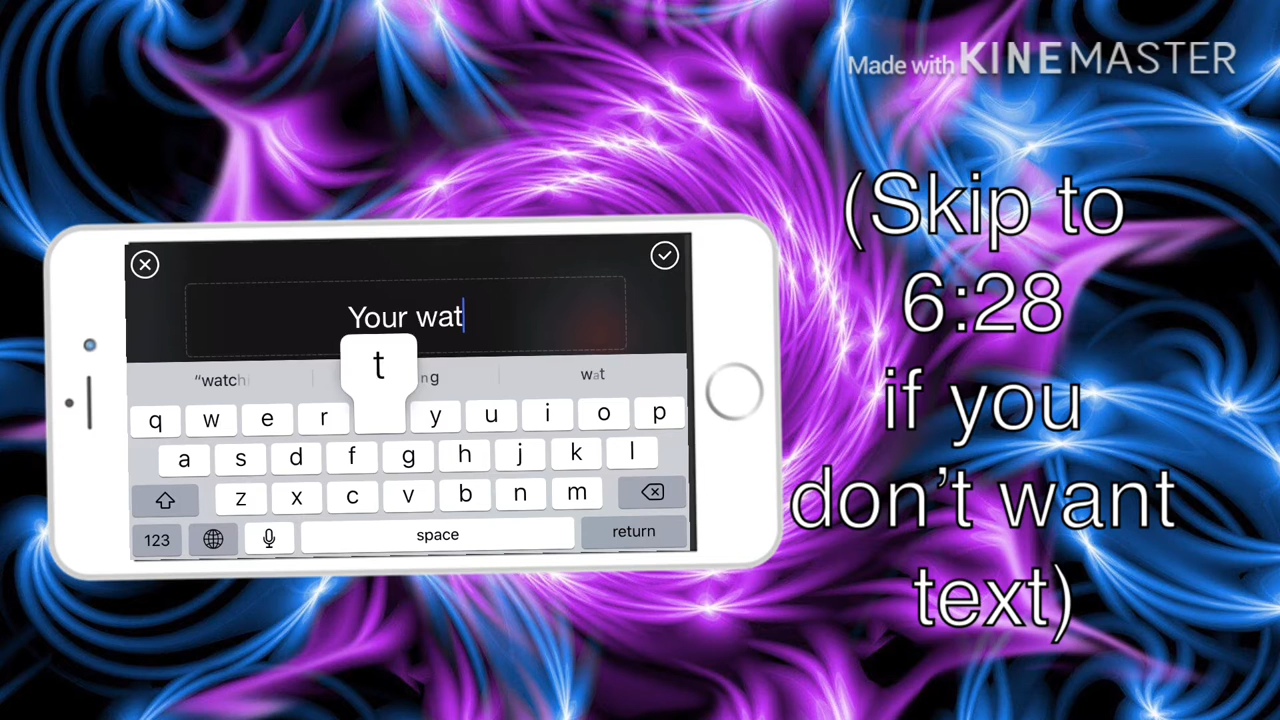 Made with KINEMASTER
(Skip to
6:28
if you
don't want
text)
Your wat
t
"watch
ng
wat
q w e r y u i o p
a s d f g h j k l
z x c v b n m
123
space
return